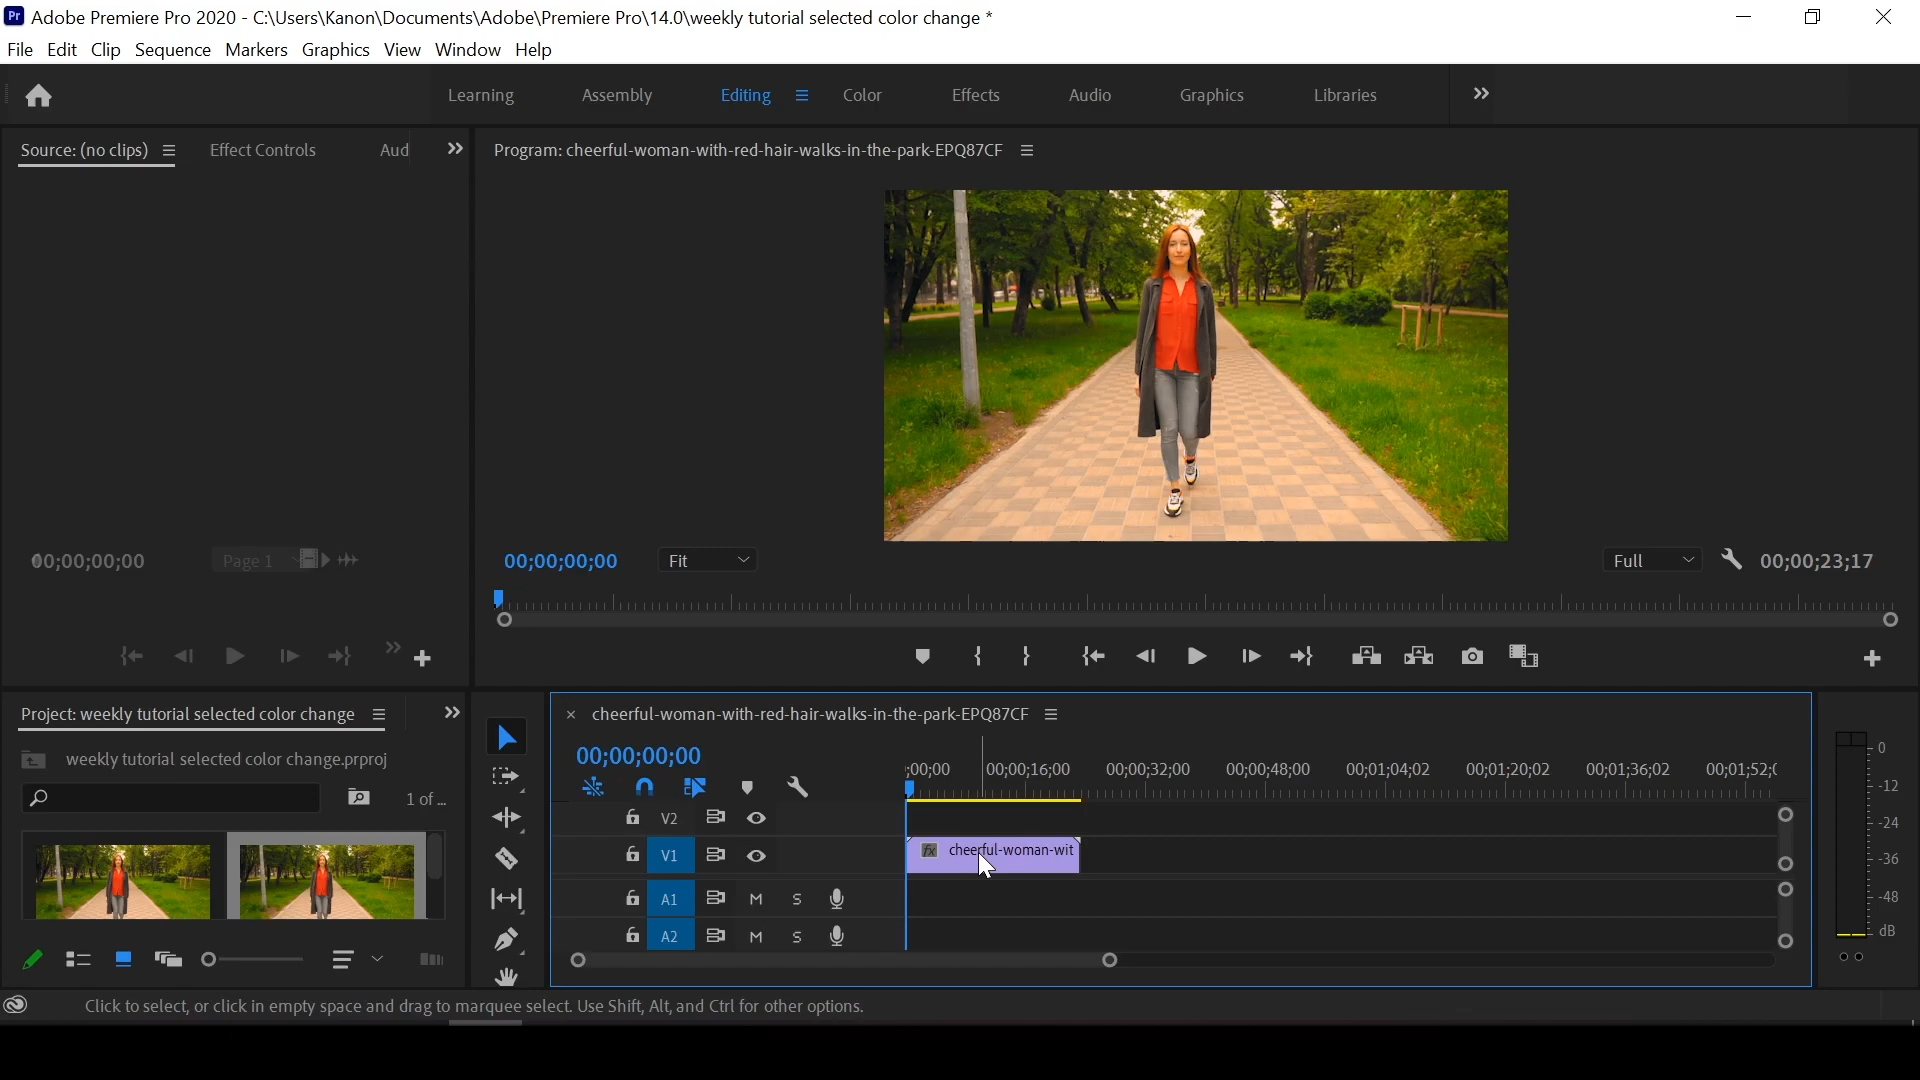 Pr Adobe Premiere Pro 2020 - C:\Users\Kanon\Documents\Adobe\Premiere Pro\14.0\weekly tutorial selected color change *
File Edit Clip Sequence Markers Graphics View Window Help
Learning Assembly Editing Color Effects Audio Graphics Libraries
Source: (no clips) Effect Controls Aud
Program: cheerful-woman-with-red-hair-walks-in-the-park-EPQ87CF
00;00;00;00 Page 1
00;00;00;00 Fit Full 00;00;23;17
Project: weekly tutorial selected color change
weekly tutorial selected color change.prproj
1 of ...
cheerful-woman-with-red-hair-walks-in-the-park-EPQ87CF
00;00;00;00
;00;00 00;00;16;00 00;00;32;00 00;00;48;00 00;01;04;02 00;01;20;02 00;01;36;02 00;01;52;0
V2
V1 fx cheerful-woman-wit
A1 M S
A2 M S
0
-12
-24
-36
-48
dB
Click to select, or click in empty space and drag to marquee select. Use Shift, Alt, and Ctrl for other options.